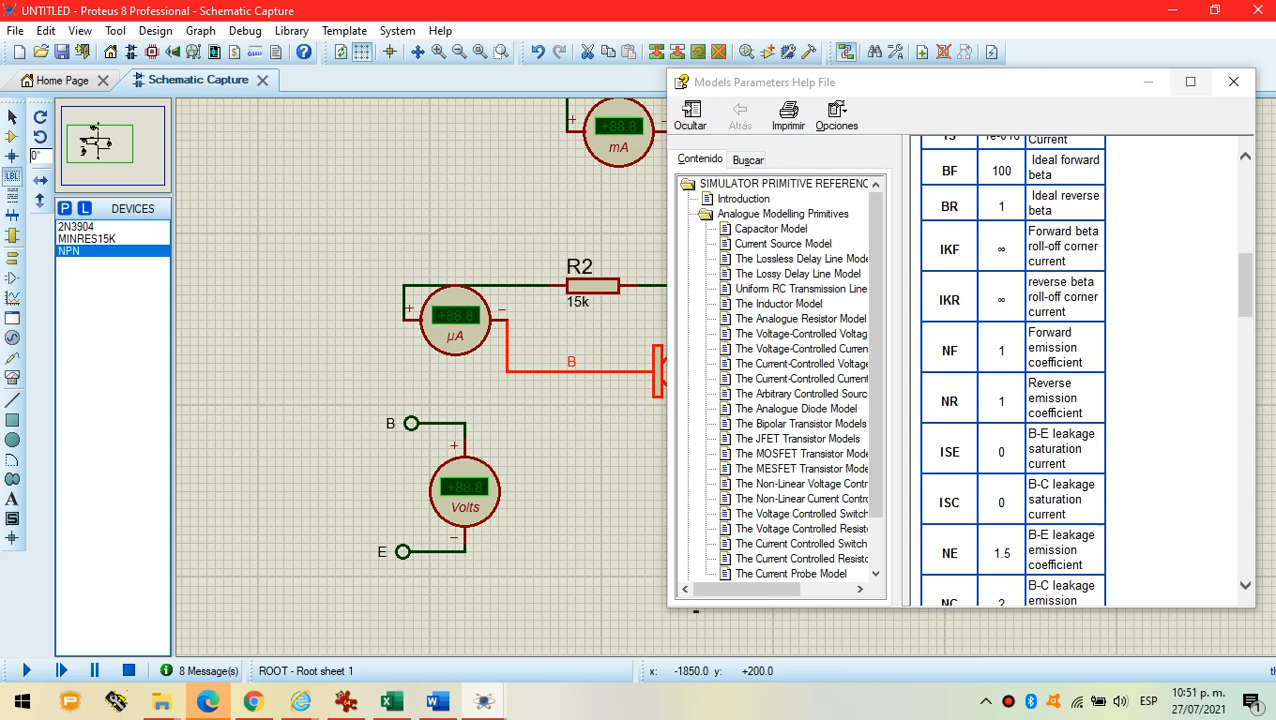 UNTITLED - Proteus 8 Professional - Schematic Capture
File Edit View Tool Design Graph Debug Library Template System Help
Home Page
Schematic Capture
0°
P L DEVICES
2N3904
MINRES15K
NPN
+88.8
mA
+
R2
15k
+
+88.8
µA
B
B
+
+88.8
Volts
E
Models Parameters Help File
Ocultar Atrás Imprimir Opciones
Contenido Buscar
SIMULATOR PRIMITIVE REFERENC
Introduction
Analogue Modelling Primitives
Capacitor Model
Current Source Model
The Lossless Delay Line Mode
The Lossy Delay Line Model
Uniform RC Transmission Line
The Inductor Model
The Analogue Resistor Model
The Voltage-Controlled Voltag
The Voltage-Controlled Curren
The Current-Controlled Voltage
The Current-Controlled Current
The Arbitrary Controlled Sourc
The Analogue Diode Model
The Bipolar Transistor Models
The JFET Transistor Models
The MOSFET Transistor Mode
The MESFET Transistor Mode
The Non-Linear Voltage Contr
The Non-Linear Current Contro
The Voltage Controlled Switch
The Voltage Controlled Resist
The Current Controlled Switch
The Current Controlled Resisto
The Current Probe Model
Current
BF 100 Ideal forward
beta
BR 1 Ideal reverse
beta
IKF ∞ Forward beta
roll-off corner
current
IKR ∞ reverse beta
roll-off corner
current
NF 1 Forward
emission
coefficient
NR 1 Reverse
emission
coefficient
ISE 0 B-E leakage
saturation
current
ISC 0 B-C leakage
saturation
current
NE 1.5 B-E leakage
emission
coefficient
NC 2 B-C leakage
emission
8 Message(s) ROOT - Root sheet 1 x: -1850.0 y: +200.0
ESP
10:51 p. m.
27/07/2021